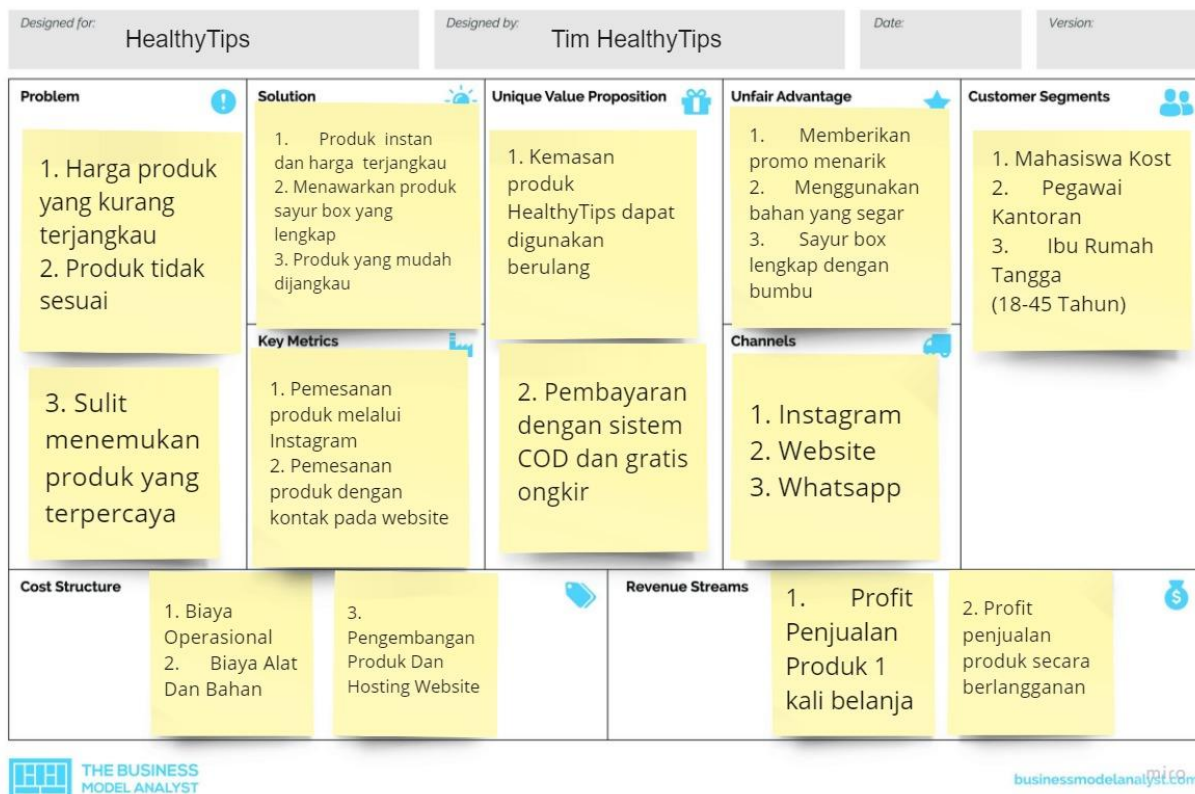 Designed for:
HealthyTips
Designed by:
Tim HealthyTips
Date:
Version:
Problem
1. Harga produk
yang kurang
terjangkau
2. Produk tidak
sesuai
3. Sulit
menemukan
produk yang
terpercaya
Solution
1. Produk instan
dan harga terjangkau
2. Menawarkan produk
sayur box yang
lengkap
3. Produk yang mudah
dijangkau
Key Metrics
1. Pemesanan
produk melalui
Instagram
2. Pemesanan
produk dengan
kontak pada website
Unique Value Proposition
1. Kemasan
produk
HealthyTips dapat
digunakan
berulang
2. Pembayaran
dengan sistem
COD dan gratis
ongkir
Unfair Advantage
1. Memberikan
promo menarik
2. Menggunakan
bahan yang segar
3. Sayur box
lengkap dengan
bumbu
Channels
1. Instagram
2. Website
3. Whatsapp
Customer Segments
1. Mahasiswa Kost
2. Pegawai
Kantoran
3. Ibu Rumah
Tangga
(18-45 Tahun)
Cost Structure
1. Biaya
Operasional
2. Biaya Alat
Dan Bahan
3.
Pengembangan
Produk Dan
Hosting Website
Revenue Streams
1. Profit
Penjualan
Produk 1
kali belanja
2. Profit
penjualan
produk secara
berlangganan
$
THE BUSINESS
MODEL ANALYST
businessmodelanalyst.com
miro